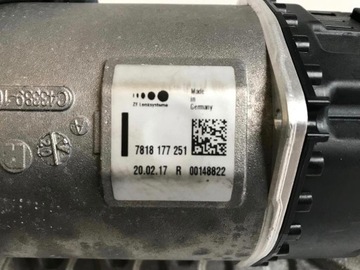 Made
in
Germany
ZF Lenksysteme
7818 177 251
20.02.17 R 00148822